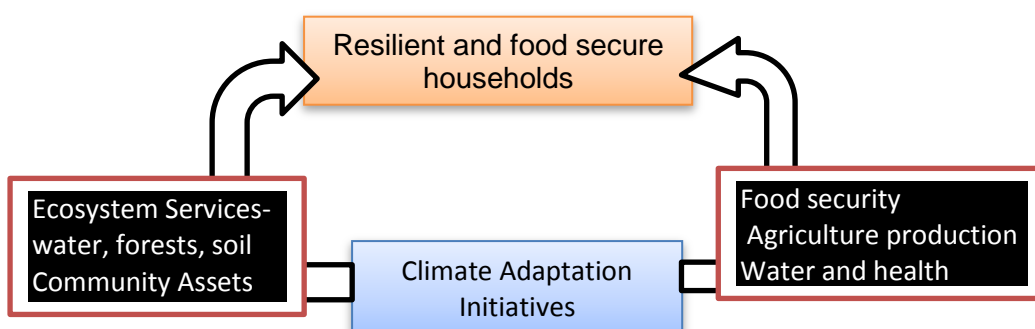 Resilient and food secure
households
Ecosystem Services-
water, forests, soil
Community Assets
Food security
Agriculture production
Water and health
Climate Adaptation
Initiatives